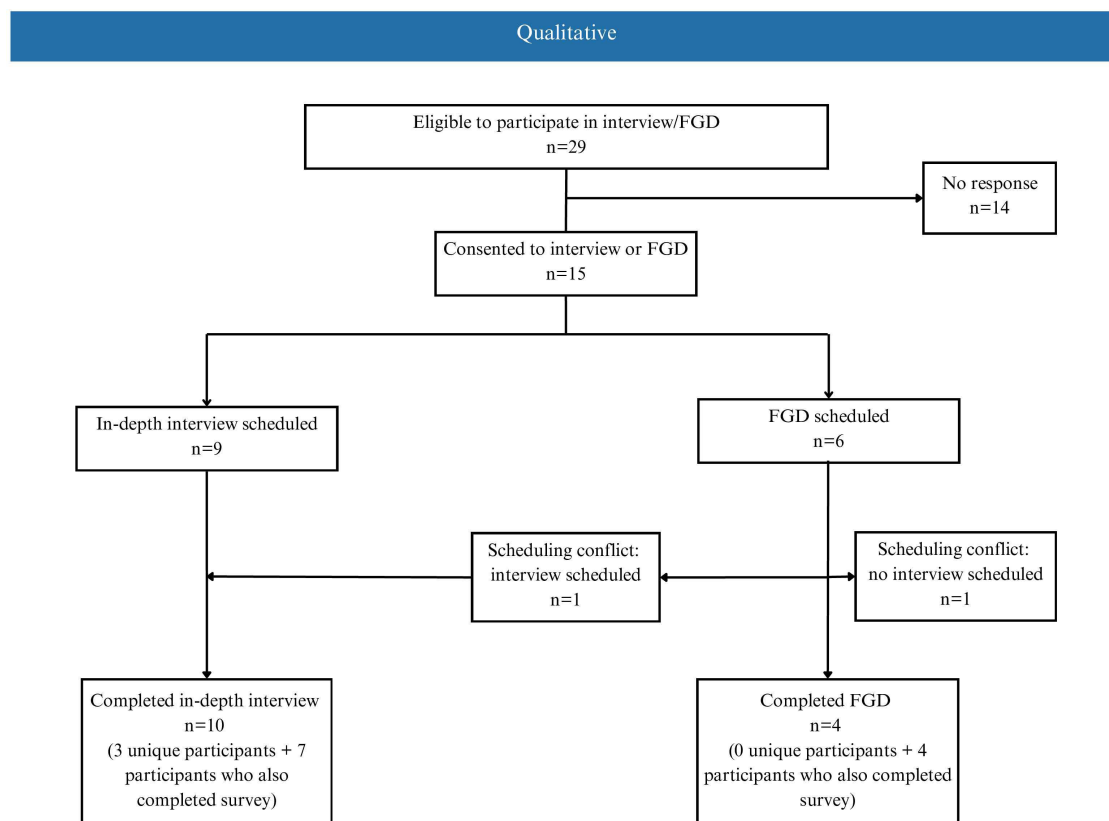 Qualitative
Eligible to participate in interview/FGD
n=29
No response
n=14
Consented to interview or FGD
n=15
In-depth interview scheduled
n=9
FGD scheduled
n=6
Scheduling conflict:
interview scheduled
n=1
Scheduling conflict:
no interview scheduled
n=1
Completed in-depth interview
n=10
(3 unique participants + 7
participants who also
completed survey)
Completed FGD
n=4
(0 unique participants + 4
participants who also completed
survey)